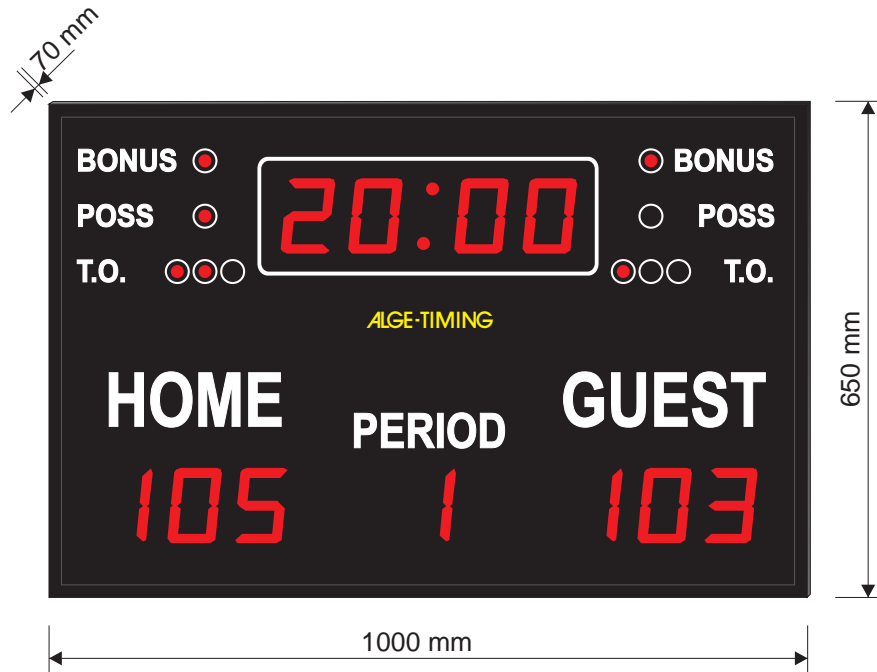 70 mm
BONUS
BONUS
20:00
POSS
POSS
T.O.
T.O.
ALGE-TIMING
650 mm
HOME
GUEST
PERIOD
105
1
103
1000 mm